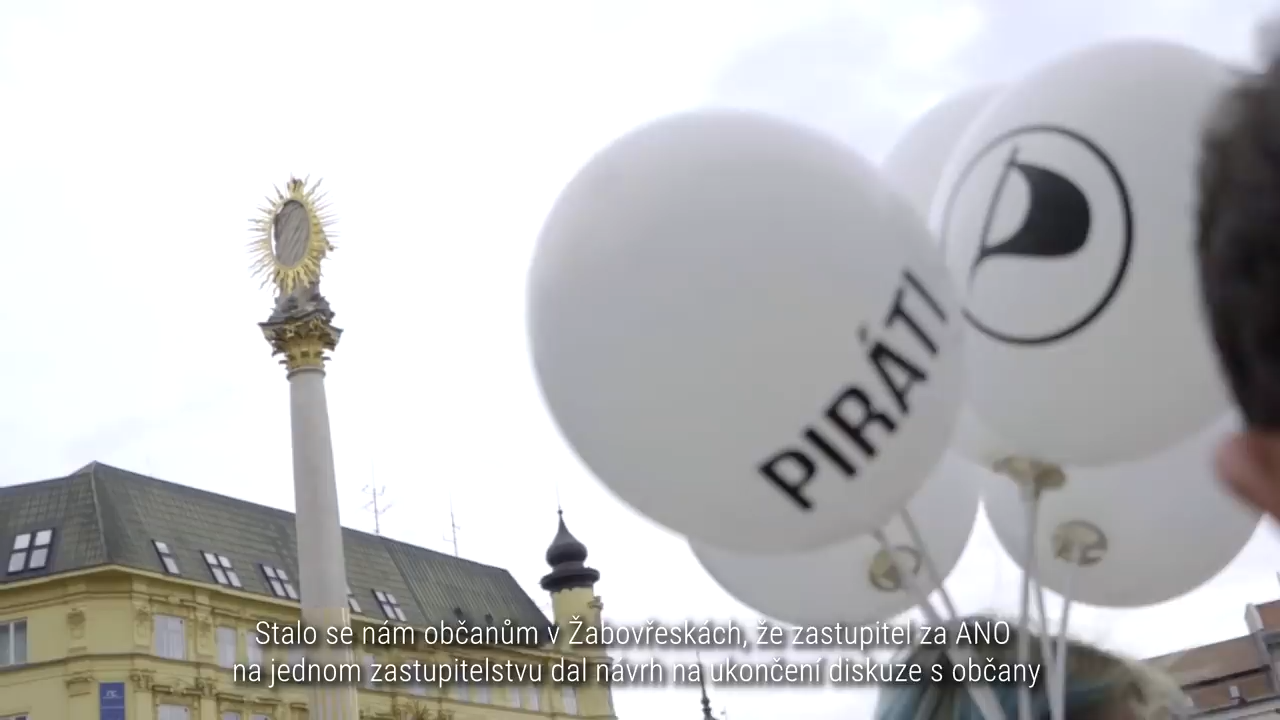 PIRÁTI
Stalo se nám občanům v Žabovřeskách, že zastupitel za ANO
na jednom zastupitelstvu dal návrh na ukončení diskuze s občany